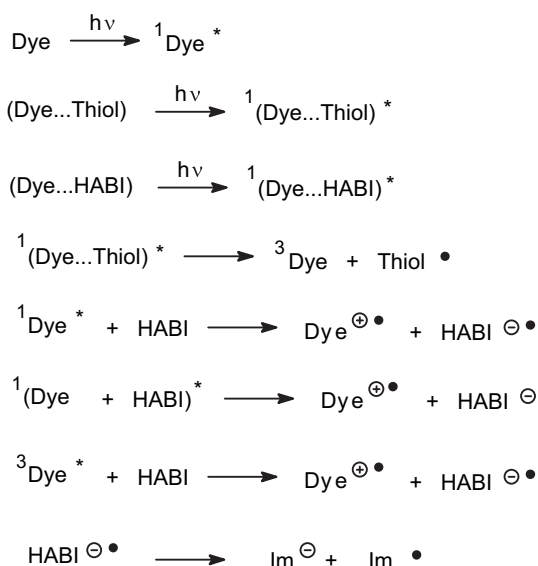 Dye hν ⟶ ¹Dye *
(Dye...Thiol) hν ⟶ ¹(Dye...Thiol) *
(Dye...HABI) hν ⟶ ¹(Dye...HABI) *
¹(Dye...Thiol) * ⟶ ³Dye + Thiol •
¹Dye * + HABI ⟶ Dye ⊕ • + HABI ⊖ •
¹(Dye + HABI) * ⟶ Dye ⊕ • + HABI ⊖
³Dye * + HABI ⟶ Dye ⊕ • + HABI ⊖ •
HABI ⊖ • ⟶ Im ⊖ + Im •